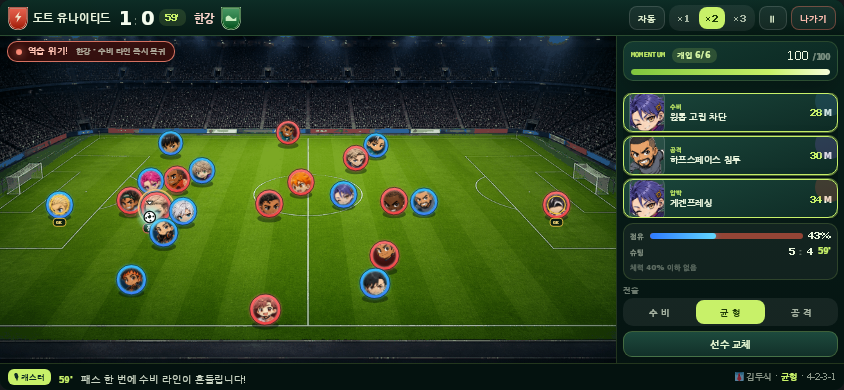 도트 유나이티드 1 : 0 59' 한강
자동 ×1 ×2 ×3 II 나가기
역습 위기! 한강 · 수비 라인 즉시 복귀
MOMENTUM 개입 6/6 100 /100
수비
원톱 고립 차단 28 M
공격
하프스페이스 침투 30 M
압박
게겐프레싱 34 M
점유 43%
슈팅 5 : 4 59'
체력 40% 이하 없음
전술
수비 균형 공격
선수 교체
GK
GK
캐스터 59' 패스 한 번에 수비 라인이 흔들립니다!
김두식 · 균형 · 4-2-3-1